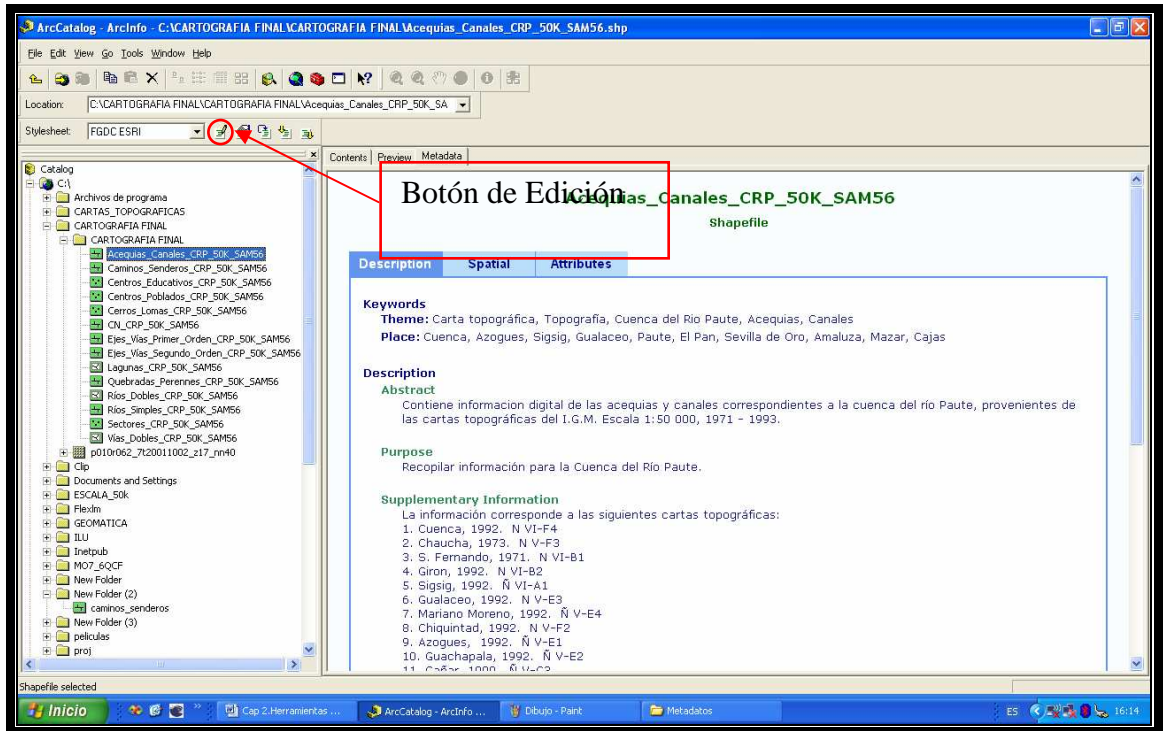 ArcCatalog - ArcInfo - C:\CARTOGRAFIA FINAL\CARTOGRAFIA FINAL\Acequias_Canales_CRP_50K_SAM56.shp
File Edit View Go Tools Window Help
Location: C:\CARTOGRAFIA FINAL\CARTOGRAFIA FINAL\Acequias_Canales_CRP_50K_SA
Stylesheet: FGDC ESRI
Contents Preview Metadata
Catalog
C:\
Archivos de programa
CARTAS_TOPOGRAFICAS
CARTOGRAFIA FINAL
CARTOGRAFIA FINAL
Acequias_Canales_CRP_50K_SAM56
Caminos_Senderos_CRP_50K_SAM56
Centros_Educativos_CRP_50K_SAM56
Centros_Poblados_CRP_50K_SAM56
Cerros_Lomas_CRP_50K_SAM56
CN_CRP_50K_SAM56
Ejes_Vías_Primer_Orden_CRP_50K_SAM56
Ejes_Vías_Segundo_Orden_CRP_50K_SAM56
Lagunas_CRP_50K_SAM56
Quebradas_Perennes_CRP_50K_SAM56
Ríos_Dobles_CRP_50K_SAM56
Ríos_Simples_CRP_50K_SAM56
Sectores_CRP_50K_SAM56
Vías_Dobles_CRP_50K_SAM56
p010r062_7t20011002_z17_nn40
Clip
Documents and Settings
ESCALA_50k
Flexlm
GEOMATICA
ILU
Inetpub
MO7_6QCF
New Folder
New Folder (2)
caminos_senderos
New Folder (3)
peliculas
proj
Botón de Edición
Acequias_Canales_CRP_50K_SAM56
Shapefile
Description Spatial Attributes
Keywords
Theme: Carta topográfica, Topografía, Cuenca del Rio Paute, Acequias, Canales
Place: Cuenca, Azogues, Sigsig, Gualaceo, Paute, El Pan, Sevilla de Oro, Amaluza, Mazar, Cajas
Description
Abstract
Contiene informacion digital de las acequias y canales correspondientes a la cuenca del río Paute, provenientes de
las cartas topográficas del I.G.M. Escala 1:50 000, 1971 - 1993.
Purpose
Recopilar información para la Cuenca del Río Paute.
Supplementary Information
La información corresponde a las siguientes cartas topográficas:
1. Cuenca, 1992. N VI-F4
2. Chaucha, 1973. N V-F3
3. S. Fernando, 1971. N VI-B1
4. Giron, 1992. N VI-B2
5. Sigsig, 1992. Ñ VI-A1
6. Gualaceo, 1992. N V-E3
7. Mariano Moreno, 1992. Ñ V-E4
8. Chiquintad, 1992. N V-F2
9. Azogues, 1992. Ñ V-E1
10. Guachapala, 1992. Ñ V-E2
Shapefile selected
Inicio Cap 2.Herramientas ... ArcCatalog - ArcInfo ... Dibujo - Paint Metadatos ES 16:14